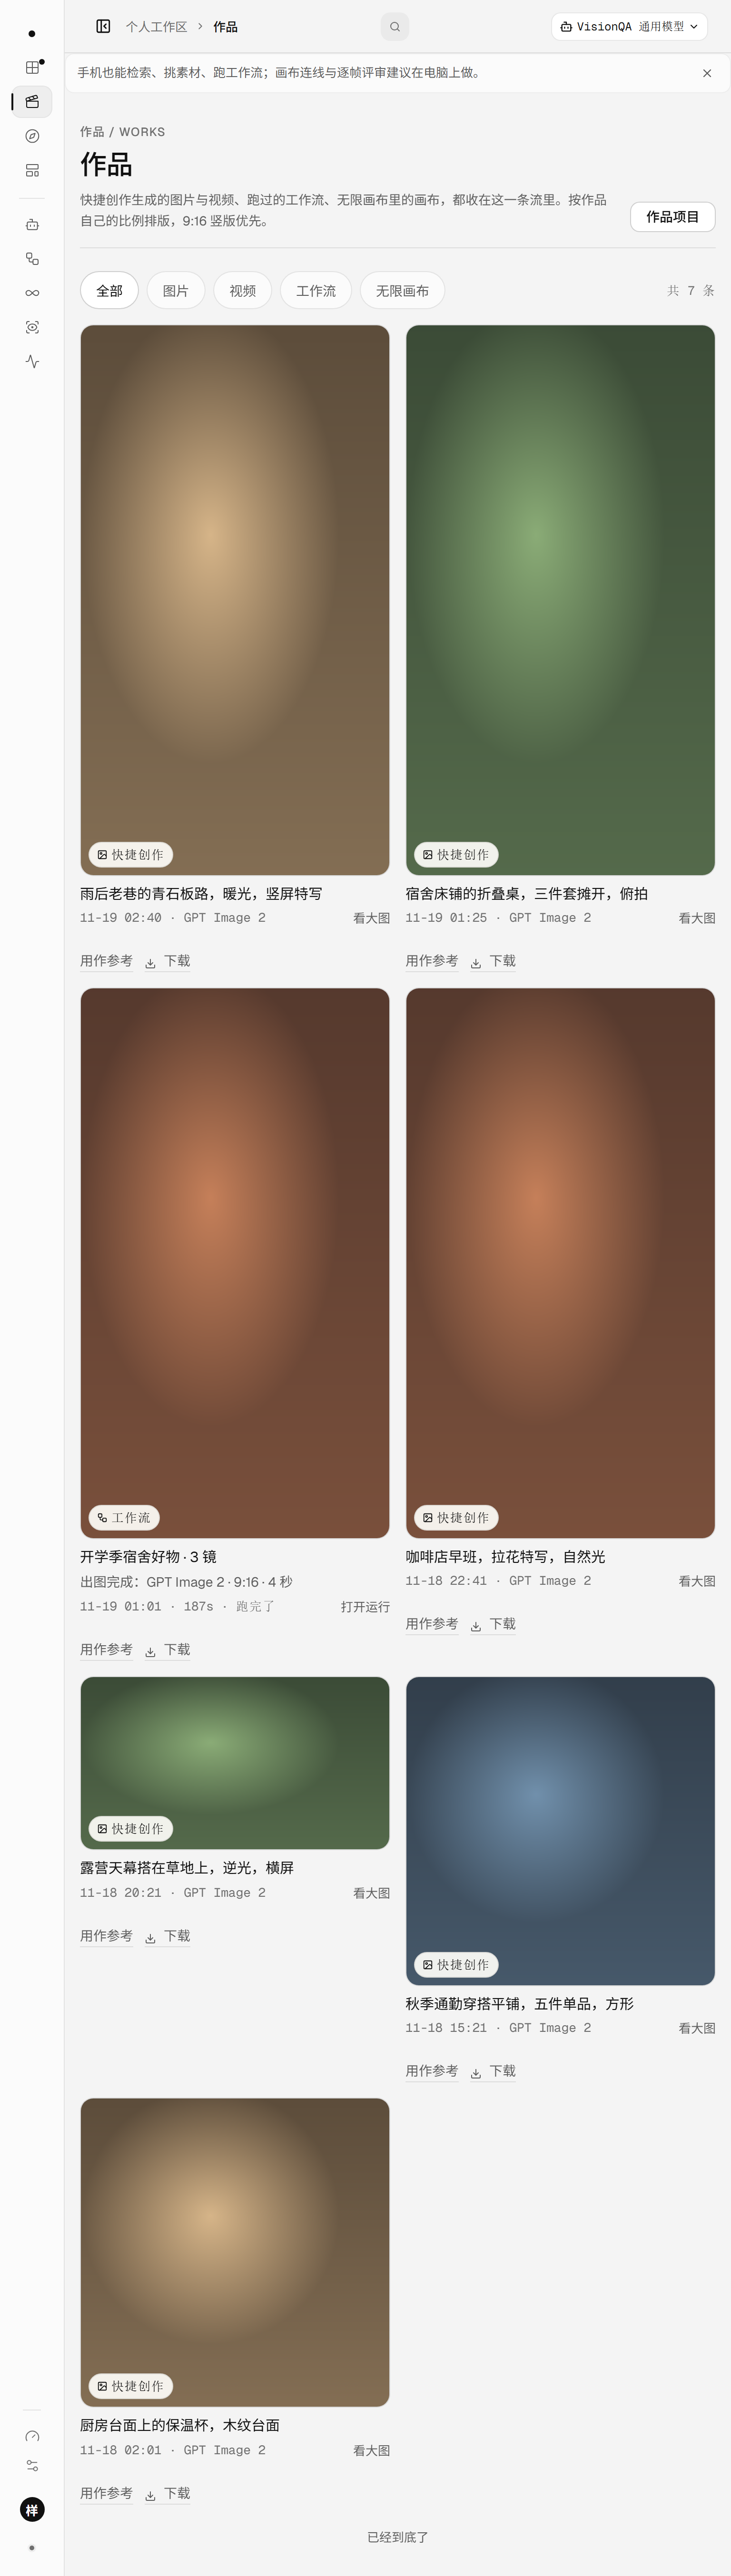 个人工作区 > 作品
VisionQA 通用模型
手机也能检索、挑素材、跑工作流；画布连线与逐帧评审建议在电脑上做。
作品 / WORKS
作品
快捷创作生成的图片与视频、跑过的工作流、无限画布里的画布，都收在这一条流里。按作品
自己的比例排版，9:16 竖版优先。
作品项目
全部 图片 视频 工作流 无限画布 共 7 条
快捷创作
雨后老巷的青石板路，暖光，竖屏特写
11-19 02:40 · GPT Image 2 看大图
用作参考 下载
快捷创作
宿舍床铺的折叠桌，三件套摊开，俯拍
11-19 01:25 · GPT Image 2 看大图
用作参考 下载
工作流
开学季宿舍好物 · 3 镜
出图完成：GPT Image 2 · 9:16 · 4 秒
11-19 01:01 · 187s · 跑完了 打开运行
用作参考 下载
快捷创作
咖啡店早班，拉花特写，自然光
11-18 22:41 · GPT Image 2 看大图
用作参考 下载
快捷创作
露营天幕搭在草地上，逆光，横屏
11-18 20:21 · GPT Image 2 看大图
用作参考 下载
快捷创作
秋季通勤穿搭平铺，五件单品，方形
11-18 15:21 · GPT Image 2 看大图
用作参考 下载
快捷创作
厨房台面上的保温杯，木纹台面
11-18 02:01 · GPT Image 2 看大图
用作参考 下载
样
已经到底了